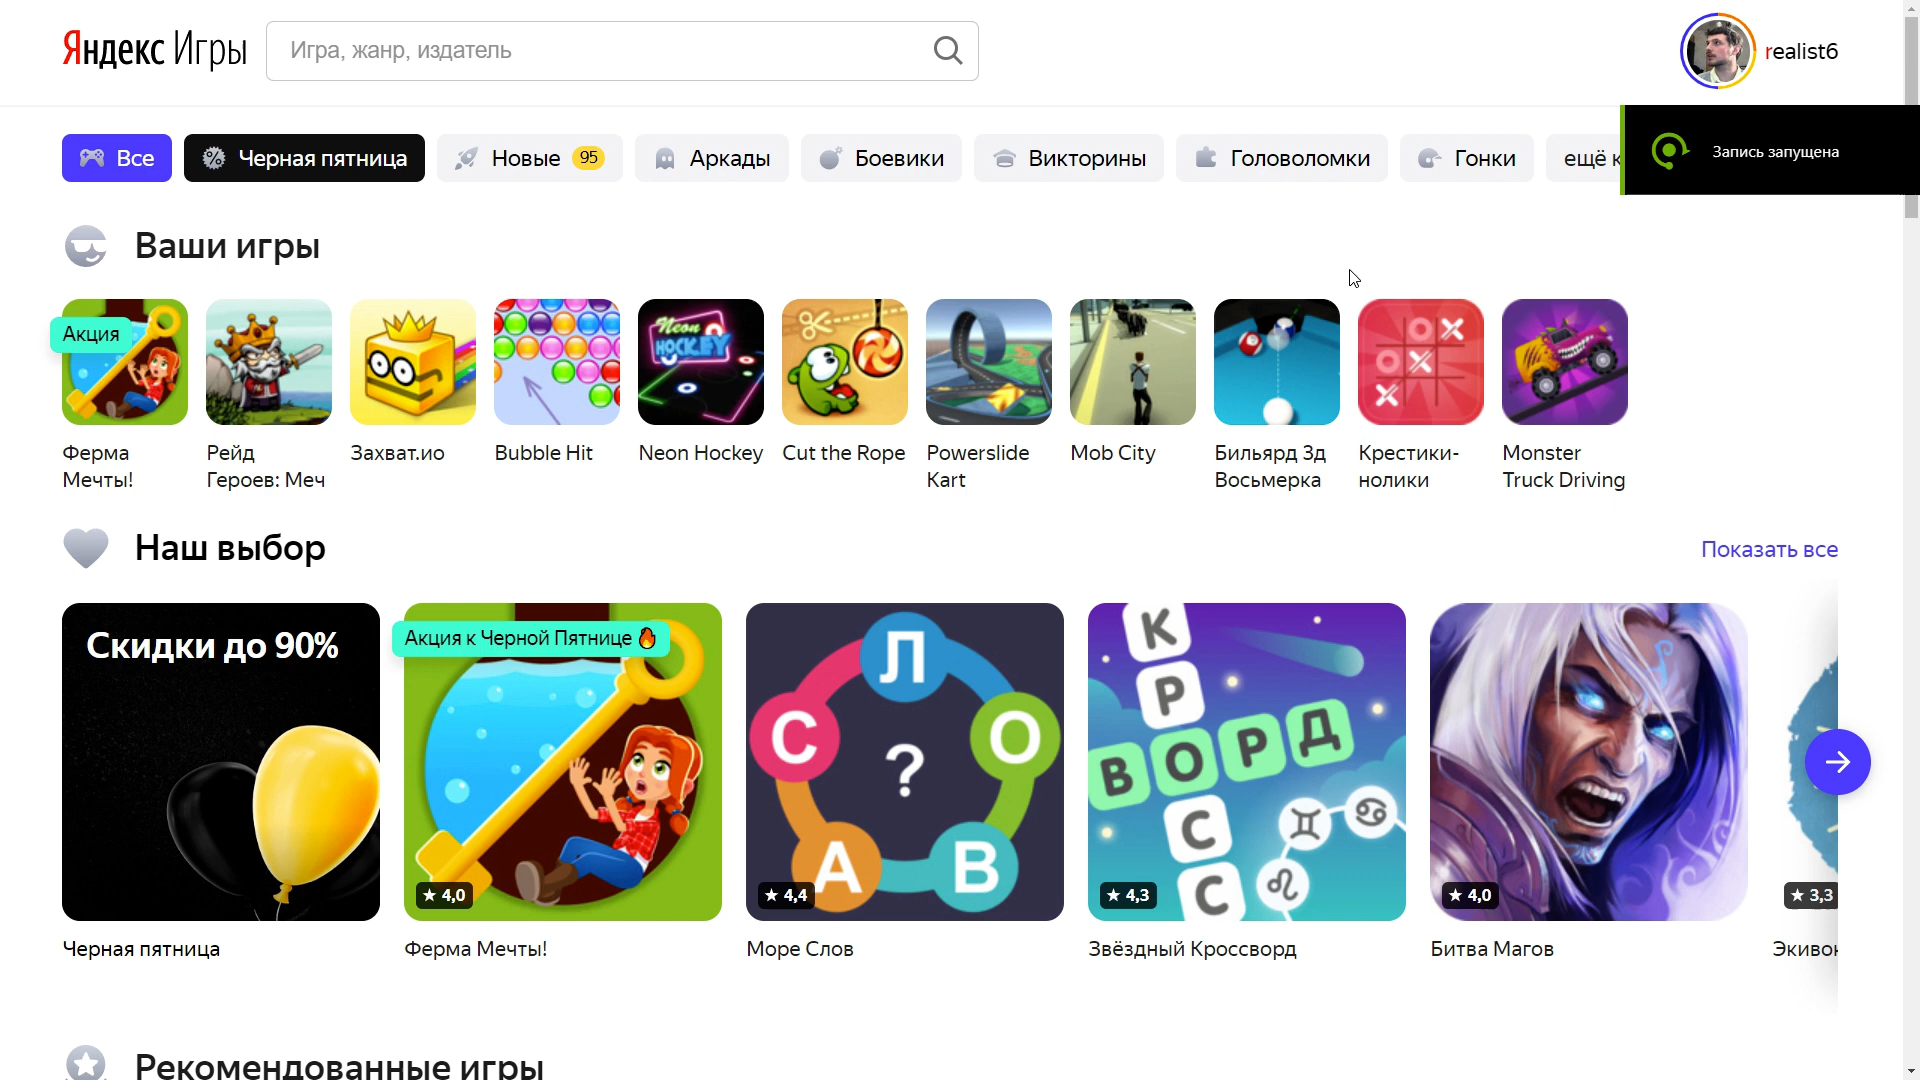 Яндекс Игры
Игра, жанр, издатель
realist6
Все
Черная пятница
Новые 95
Аркады
Боевики
Викторины
Головоломки
Гонки
ещё к
Запись запущена
Ваши игры
Акция
Neon
HOCKEY
Ферма
Мечты!
Рейд
Героев: Меч
Захват.ио
Bubble Hit
Neon Hockey
Cut the Rope
Powerslide
Kart
Mob City
Бильярд 3д
Восьмерка
Крестики-
нолики
Monster
Truck Driving
Наш выбор
Показать все
Скидки до 90%
Акция к Черной Пятнице
4,0
Л
С
О
?
А
В
4,4
К
Р
ВОРД
С
С
4,3
4,0
3,3
Черная пятница
Ферма Мечты!
Море Слов
Звёздный Кроссворд
Битва Магов
Экивок
Рекомендованные игры